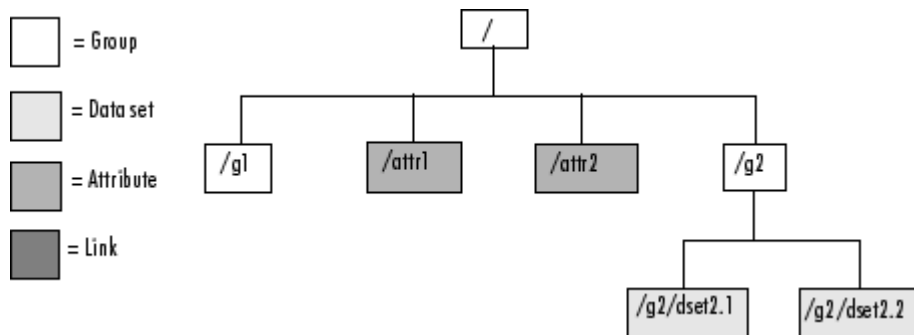 = Group
/
= Data set
/g1
/attr1
/attr2
/g2
= Attribute
= Link
/g2/dset2.1
/g2/dset2.2